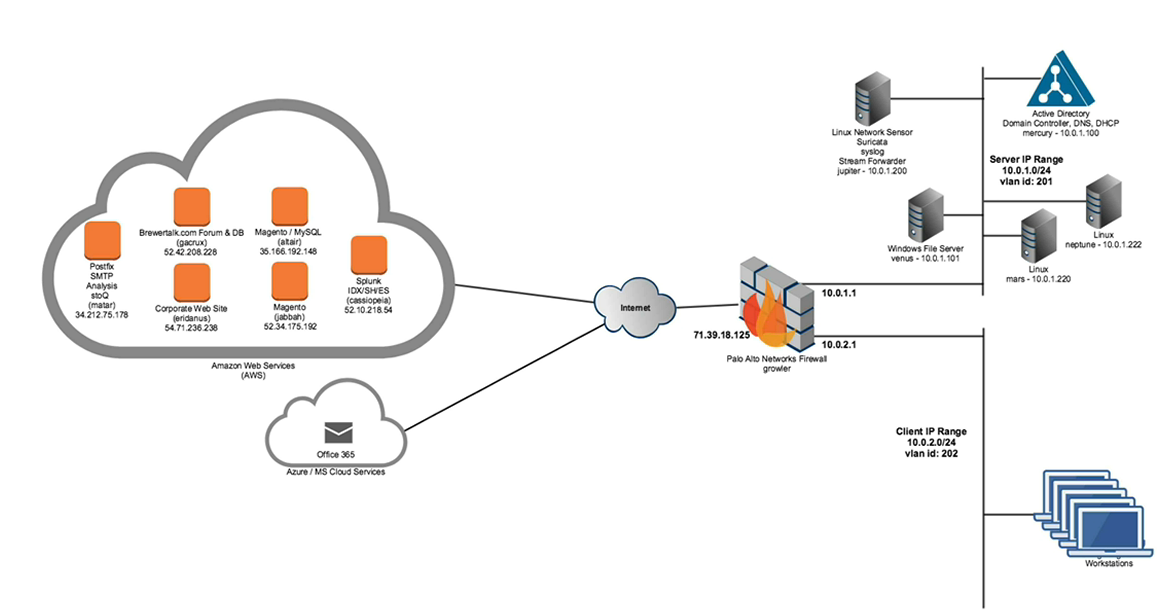 Active Directory
Domain Controller, DNS, DHCP
mercury - 10.0.1.100
Linux Network Sensor
Suricata
syslog
Stream Forwarder
jupiter - 10.0.1.200
Server IP Range
10.0.1.0/24
vlan id: 201
Linux
neptune - 10.0.1.222
Windows File Server
venus - 10.0.1.101
Linux
mars - 10.0.1.220
Brewertalk.com Forum & DB
(gacrux)
52.42.208.228
Magento / MySQL
(altair)
35.166.192.148
Postfix
SMTP
Analysis
stoQ
(matar)
34.212.75.178
Splunk
IDX/SH/ES
(cassiopeia)
52.10.218.54
Corporate Web Site
(eridanus)
54.71.236.238
Magento
(jabbah)
52.34.175.192
Amazon Web Services
(AWS)
Internet
10.0.1.1
71.39.18.125
10.0.2.1
Palo Alto Networks Firewall
growler
Office 365
Azure / MS Cloud Services
Client IP Range
10.0.2.0/24
vlan id: 202
Workstations